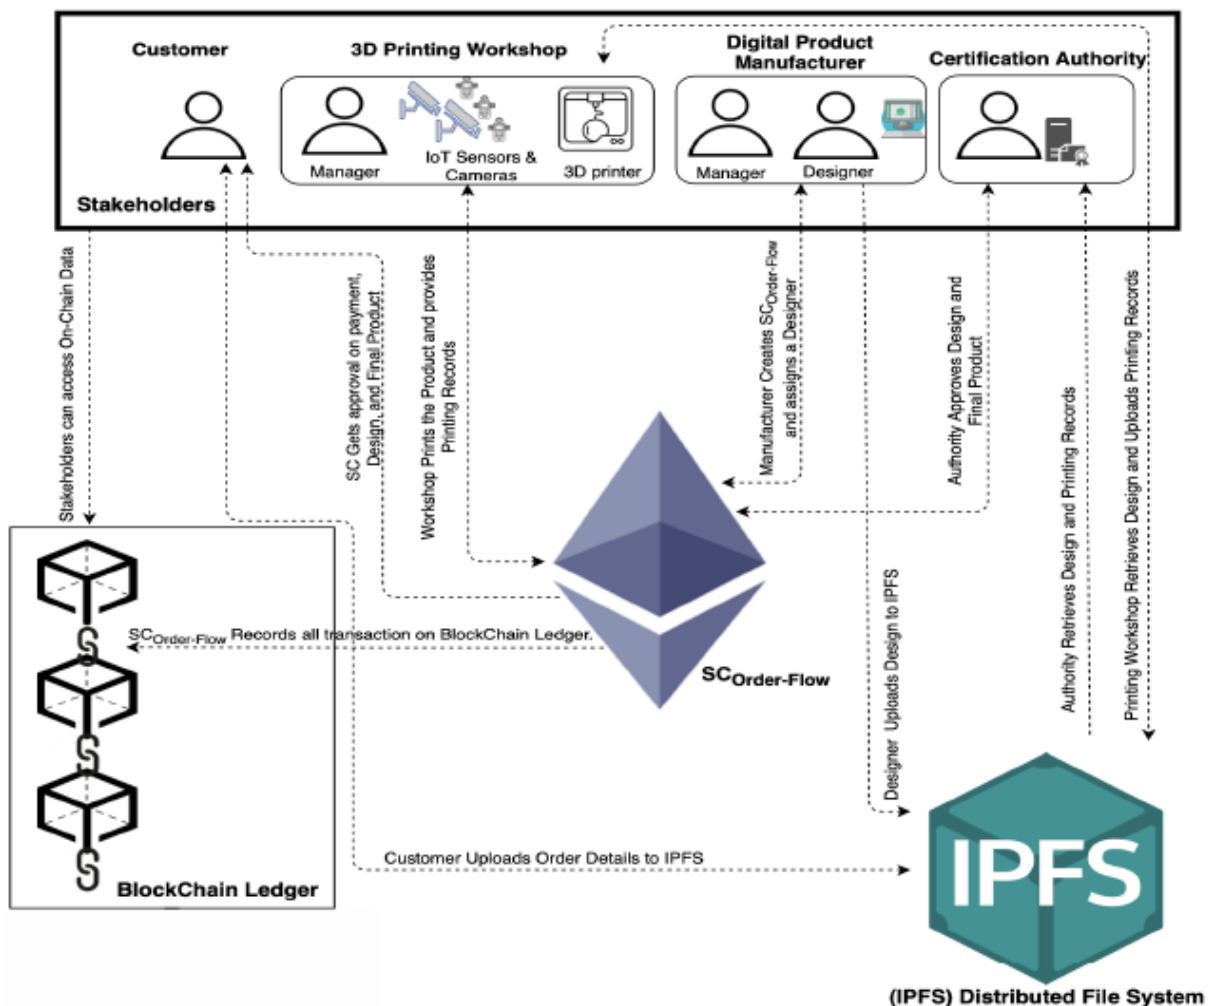 Customer
3D Printing Workshop
Digital Product
Manufacturer
Certification Authority
Manager
IoT Sensors &
Cameras
3D printer
Manager
Designer
Stakeholders
Stakeholders can access On-Chain Data
SC Gets approval on payment,
Design, and Final Product
Workshop Prints the Product and provides
Printing Records
Manufacturer Creates SCOrder-Flow
and assigns a Designer
Authority Approves Design and
Final Product
Authority Retrieves Design and Printing Records
Printing Workshop Retrieves Design and Uploads Printing Records
Designer Uploads Design to IPFS
SCOrder-Flow Records all transaction on BlockChain Ledger.
SCOrder-Flow
Customer Uploads Order Details to IPFS
BlockChain Ledger
IPFS
(IPFS) Distributed File System